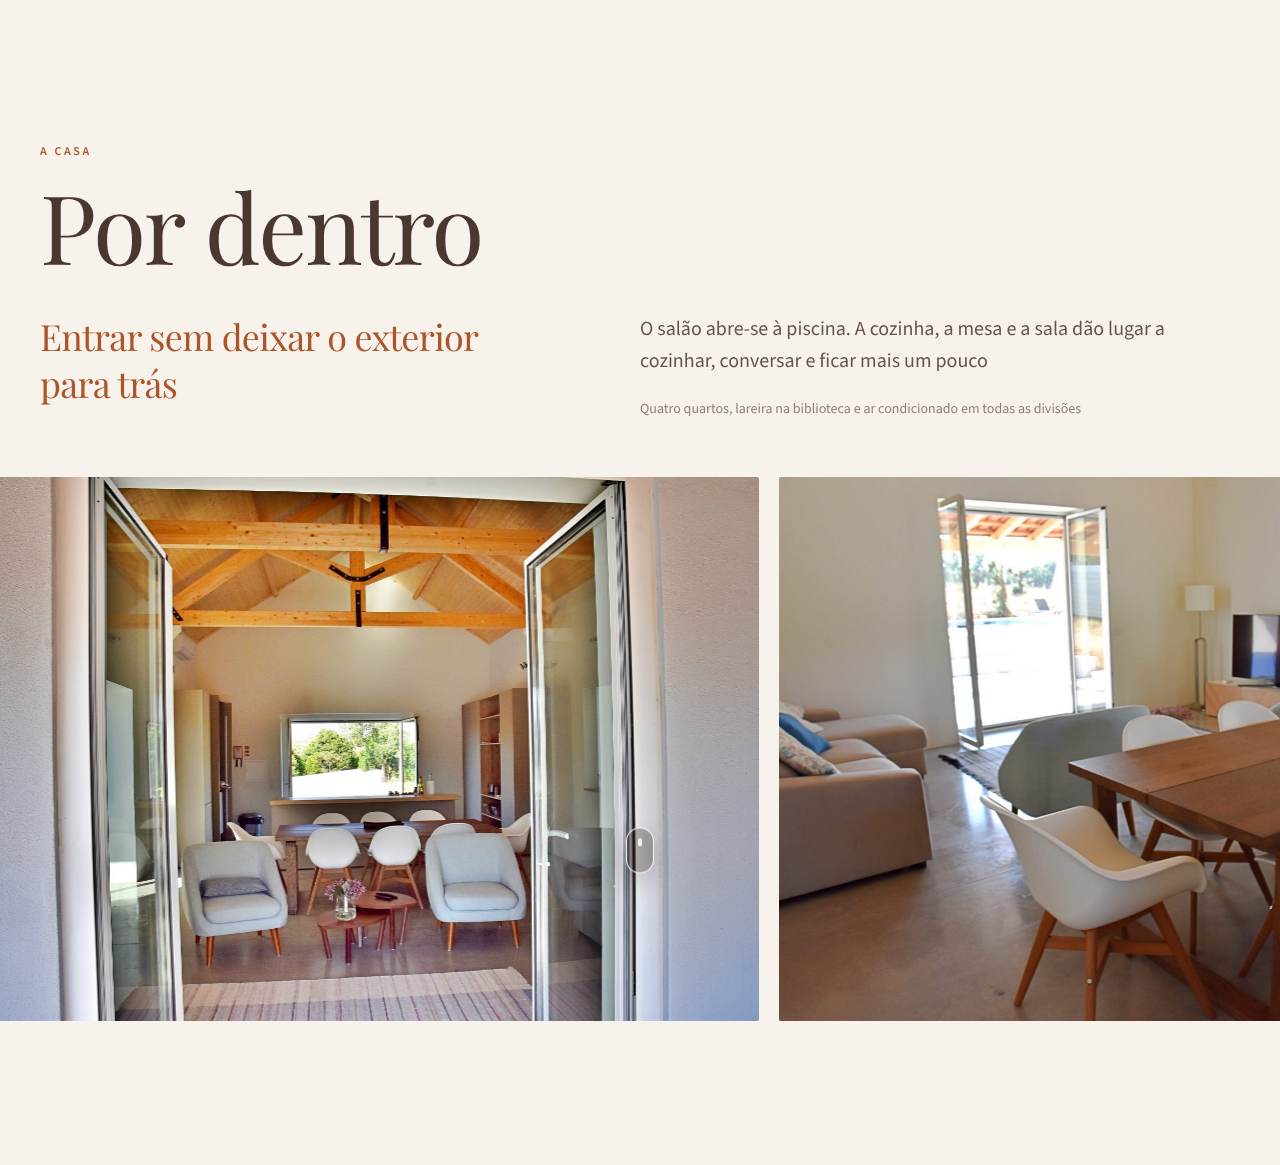 A CASA
Por dentro
Entrar sem deixar o exterior
para trás
O salão abre-se à piscina. A cozinha, a mesa e a sala dão lugar a
cozinhar, conversar e ficar mais um pouco
Quatro quartos, lareira na biblioteca e ar condicionado em todas as divisões